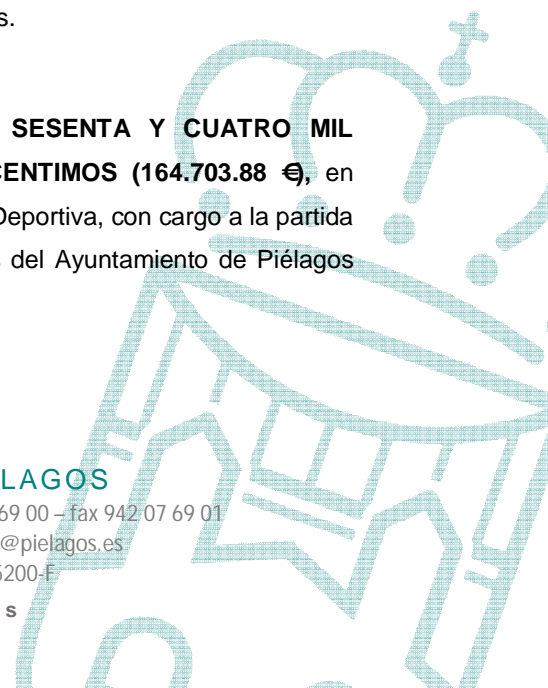 s.
SESENTA Y CUATRO MIL
CENTIMOS (164.703.88 €), en
Deportiva, con cargo a la partida
del Ayuntamiento de Piélagos
LAGOS
69 00 – fax 942 07 69 01
@pielagos.es
5200-F
s